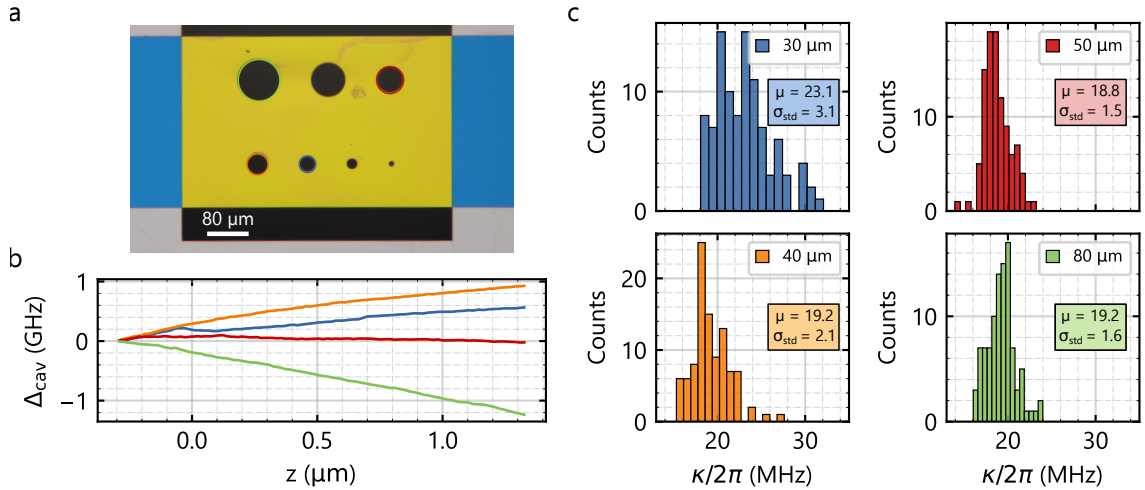 a
80 μm
b
1
0
−1
Δcav (GHz)
0.0
0.5
1.0
z (μm)
c
30 μm
μ = 23.1
σstd = 3.1
10
0
Counts
50 μm
μ = 18.8
σstd = 1.5
10
0
Counts
40 μm
μ = 19.2
σstd = 2.1
20
10
0
Counts
20
30
κ/2π (MHz)
80 μm
μ = 19.2
σstd = 1.6
10
0
Counts
20
30
κ/2π (MHz)